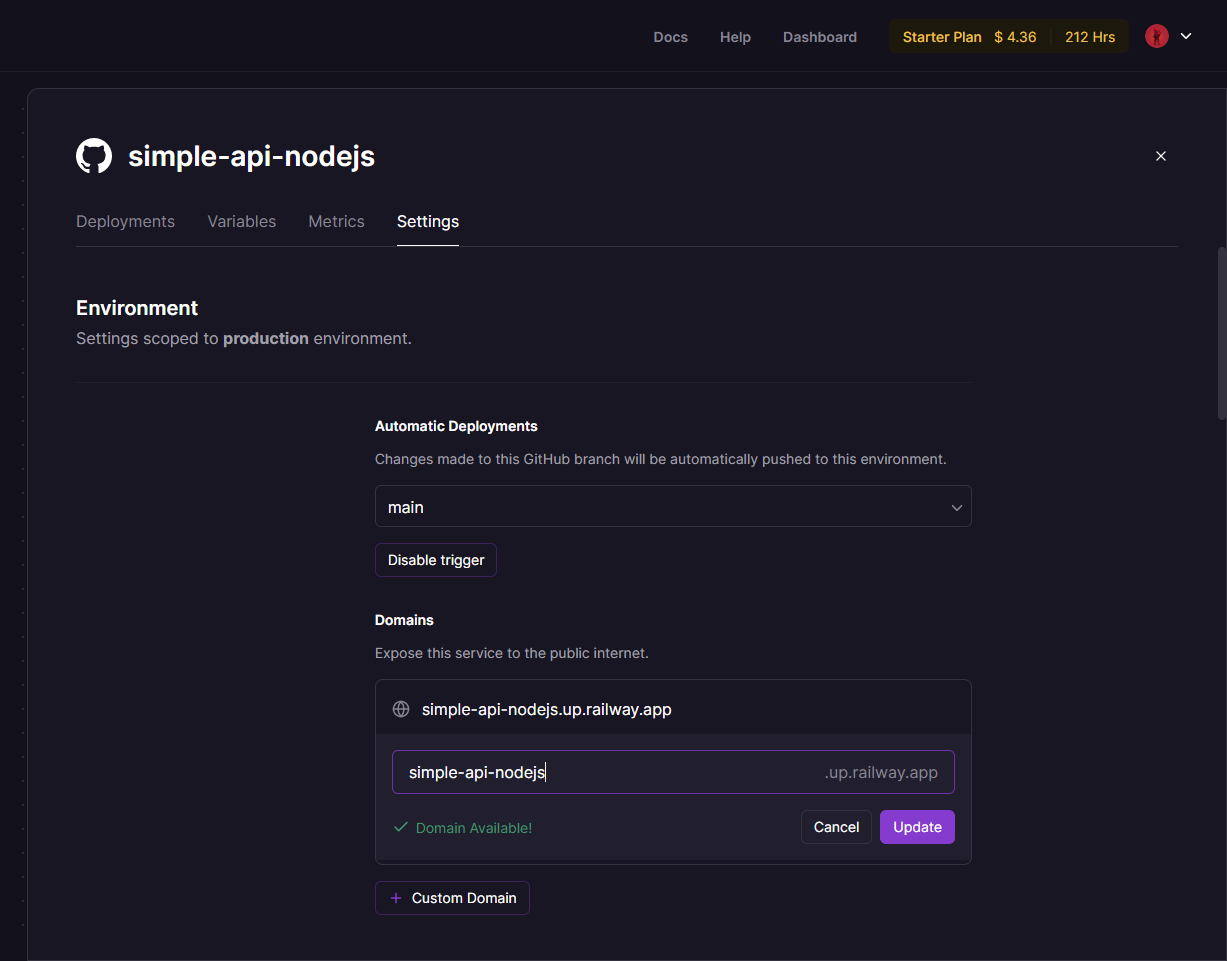 Docs Help Dashboard Starter Plan $ 4.36 212 Hrs
simple-api-nodejs
Deployments Variables Metrics Settings
Environment
Settings scoped to production environment.
Automatic Deployments
Changes made to this GitHub branch will be automatically pushed to this environment.
main
Disable trigger
Domains
Expose this service to the public internet.
simple-api-nodejs.up.railway.app
simple-api-nodejs .up.railway.app
Domain Available! Cancel Update
+ Custom Domain